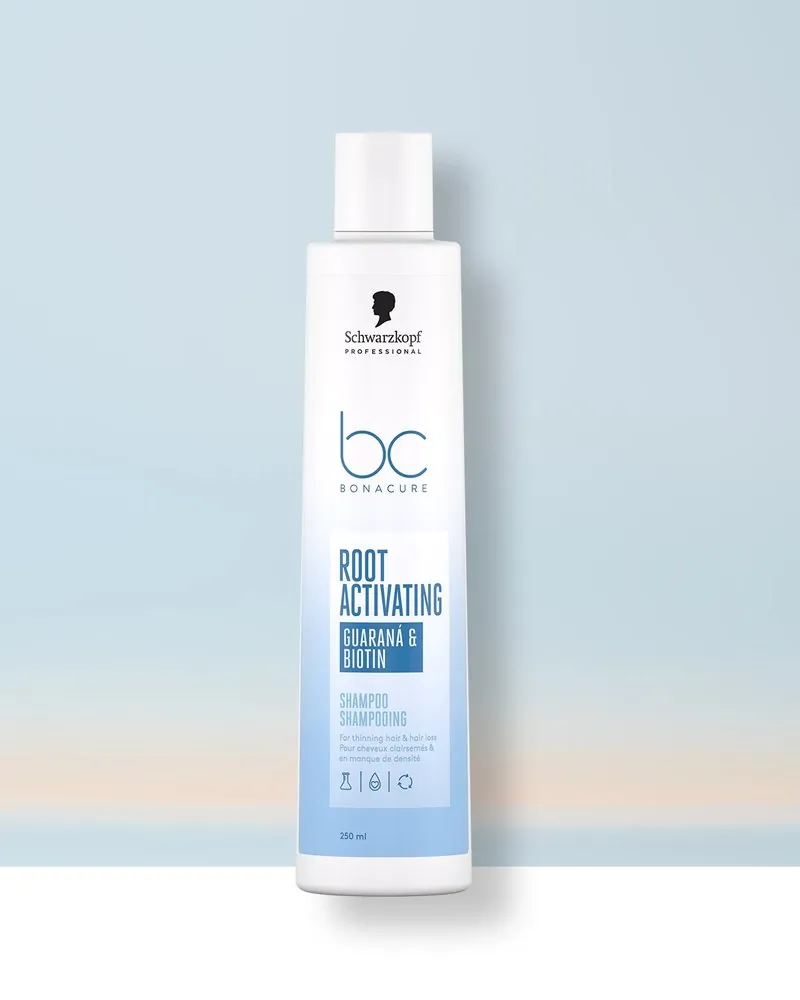 Schwarzkopf
PROFESSIONAL
bc
BONACURE
ROOT
ACTIVATING
GUARANÁ &
BIOTIN
SHAMPOO
SHAMPOOING
For thinning hair & hair loss
Pour cheveux clairsemés &
en manque de densité
250 ml